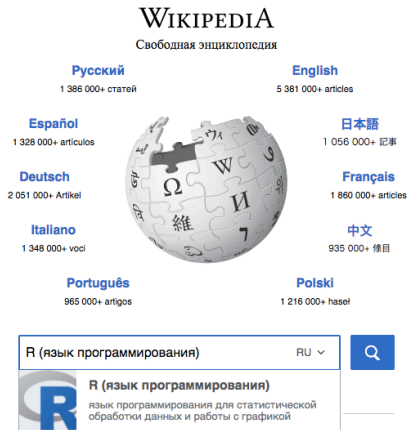 WIKIPEDIA
Свободная энциклопедия
Русский
1 386 000+ статей
English
5 381 000+ articles
Español
1 328 000+ artículos
日本語
1 056 000+ 記事
Deutsch
2 051 000+ Artikel
Français
1 860 000+ articles
Italiano
1 348 000+ voci
中文
935 000+ 條目
Português
965 000+ artigos
Polski
1 216 000+ haseł
Ω
W
И
維
R (язык программирования)
RU
R
R (язык программирования)
язык программирования для статистической
обработки данных и работы с графикой